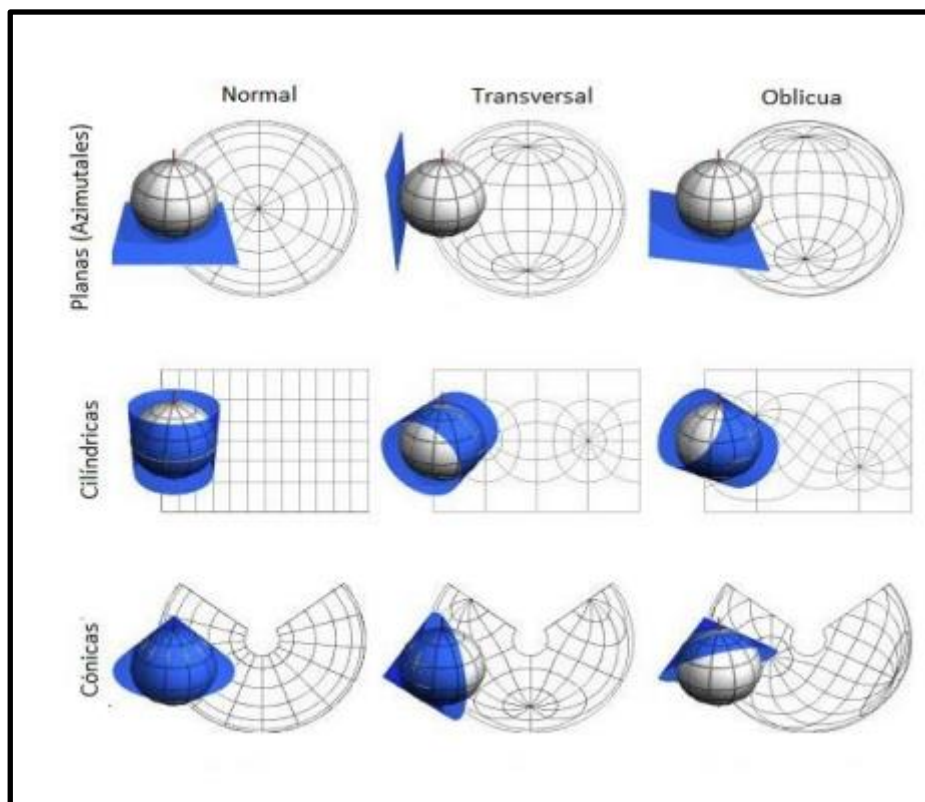 Normal
Transversal
Oblicua
Planas (Azimutales)
Cilíndricas
Cónicas